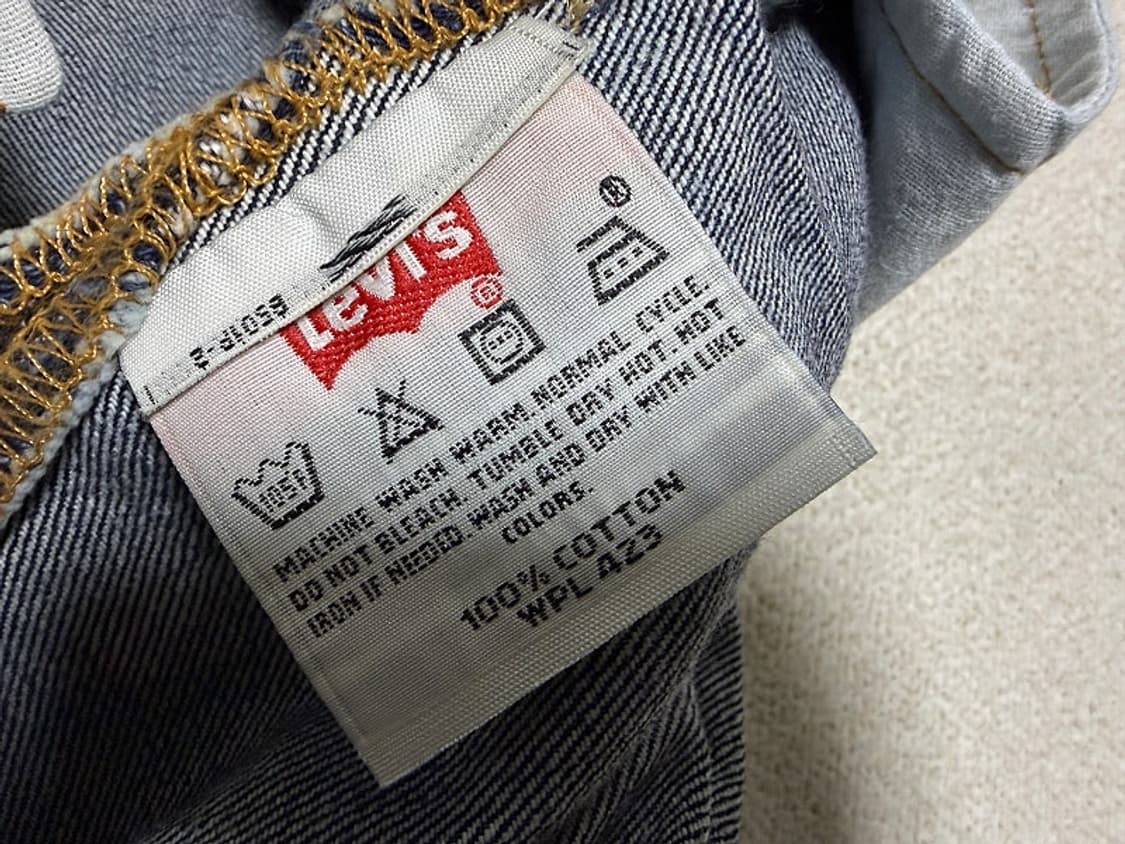 Levi's ®
®
105F
MACHINE WASH WARM. NORMAL CYCLE.
DO NOT BLEACH. TUMBLE DRY HOT. HOT
IRON IF NEEDED. WASH AND DRY WITH LIKE
COLORS.
100% COTTON
WPL 423